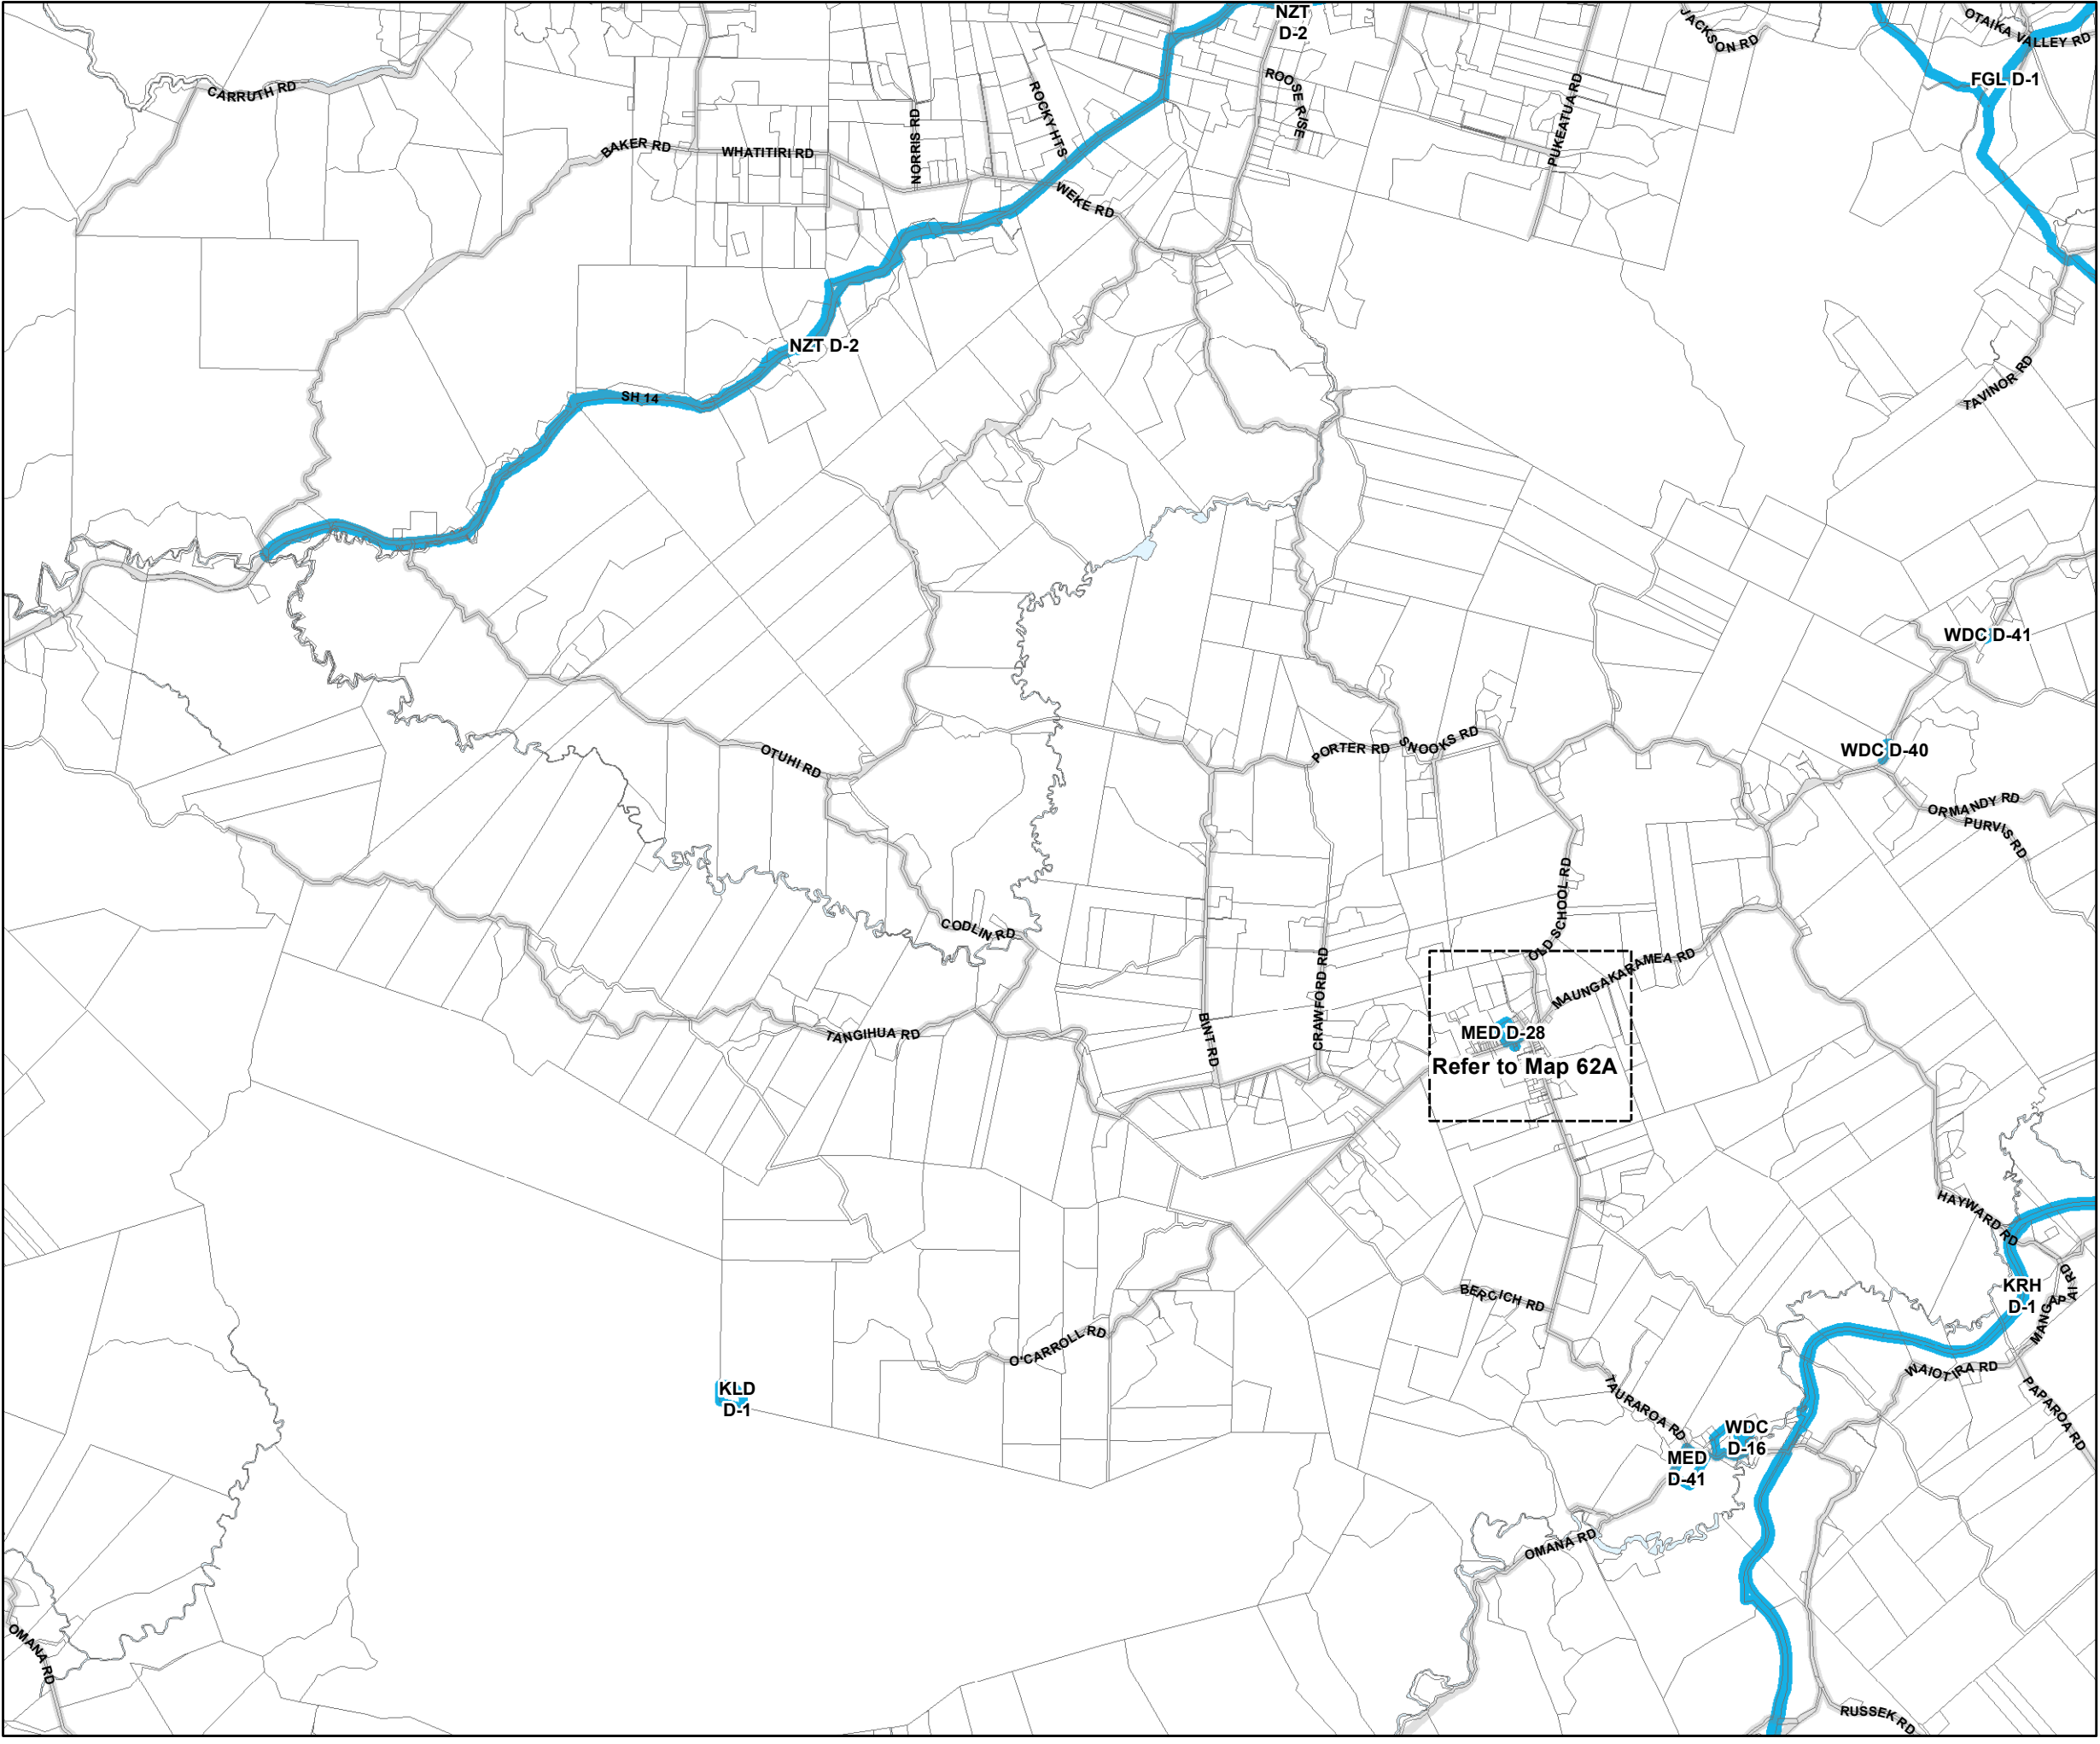 NZT
D-2
JACKSON RD
OTAIKA VALLEY RD
FGL D-1
CARRUTH RD
ROCKY HTS
ROOSE RISE
PUKEATUA RD
NORRIS RD
BAKER RD
WHATITIRI RD
WEKE RD
NZT D-2
SH 14
TAVINOR RD
WDC D-41
OTUHI RD
PORTER RD
SNOOKS RD
WDC D-40
ORMANDY RD
PURVIS RD
OLD SCHOOL RD
CODLIN RD
CRAWFORD RD
MAUNGAKARAMEA RD
TANGIHUA RD
BINT RD
MED D-28
Refer to Map 62A
HAYWARD RD
BERCICH RD
KRH
D-1
MANGAPAI RD
O'CARROLL RD
WAIOTIRA RD
PAPAROA RD
KLD
D-1
TAURAROA RD
WDC
D-16
MED
D-41
OMANA RD
OMANA RD
RUSSEK RD